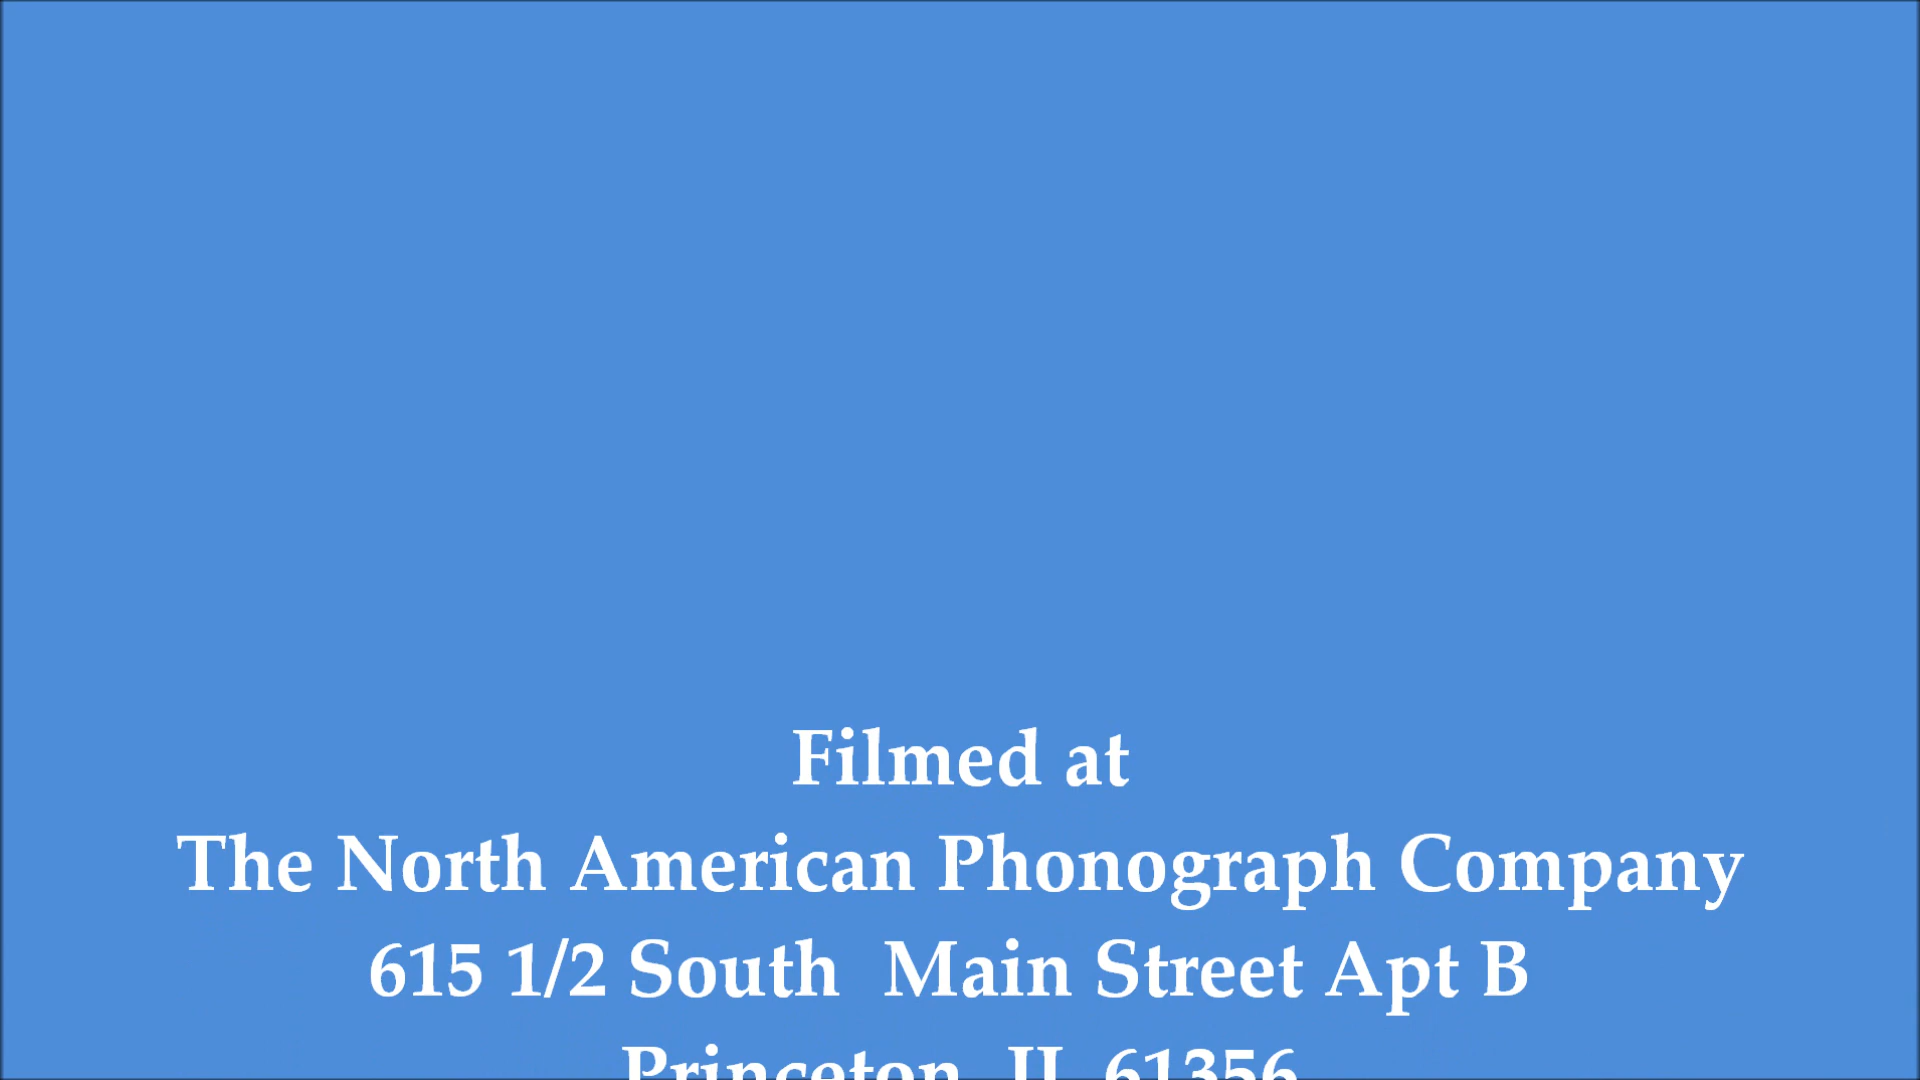 Filmed at
The North American Phonograph Company
615 1/2 South  Main Street Apt B
Princeton, IL 61356